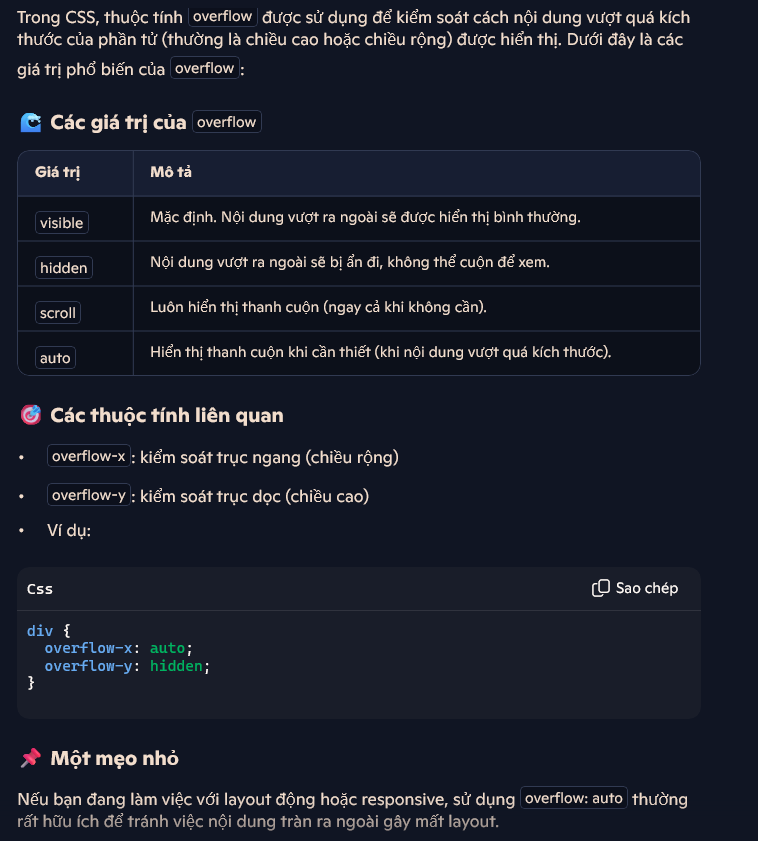 Trong CSS, thuộc tính overflow được sử dụng để kiểm soát cách nội dung vượt quá kích
thước của phần tử (thường là chiều cao hoặc chiều rộng) được hiển thị. Dưới đây là các
giá trị phổ biến của overflow:
Các giá trị của overflow
Giá trị Mô tả
visible Mặc định. Nội dung vượt ra ngoài sẽ được hiển thị bình thường.
hidden Nội dung vượt ra ngoài sẽ bị ẩn đi, không thể cuộn để xem.
scroll Luôn hiển thị thanh cuộn (ngay cả khi không cần).
auto Hiển thị thanh cuộn khi cần thiết (khi nội dung vượt quá kích thước).
Các thuộc tính liên quan
• overflow-x: kiểm soát trục ngang (chiều rộng)
• overflow-y: kiểm soát trục dọc (chiều cao)
• Ví dụ:
Css Sao chép
div {
  overflow-x: auto;
  overflow-y: hidden;
}
Một mẹo nhỏ
Nếu bạn đang làm việc với layout động hoặc responsive, sử dụng overflow: auto thường
rất hữu ích để tránh việc nội dung tràn ra ngoài gây mất layout.